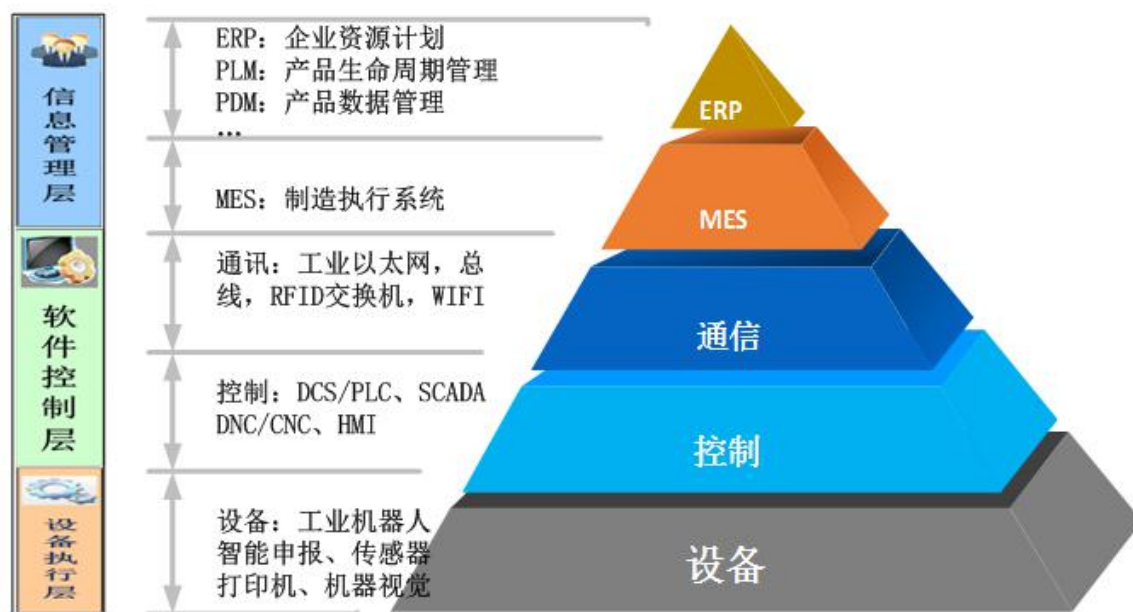 信息管理层
ERP：企业资源计划
PLM：产品生命周期管理
PDM：产品数据管理
…
MES：制造执行系统
软件控制层
通讯：工业以太网，总
线，RFID交换机，WIFI
控制：DCS/PLC、SCADA
DNC/CNC、HMI
设备执行层
设备：工业机器人
智能申报、传感器
打印机、机器视觉
ERP
MES
通信
控制
设备